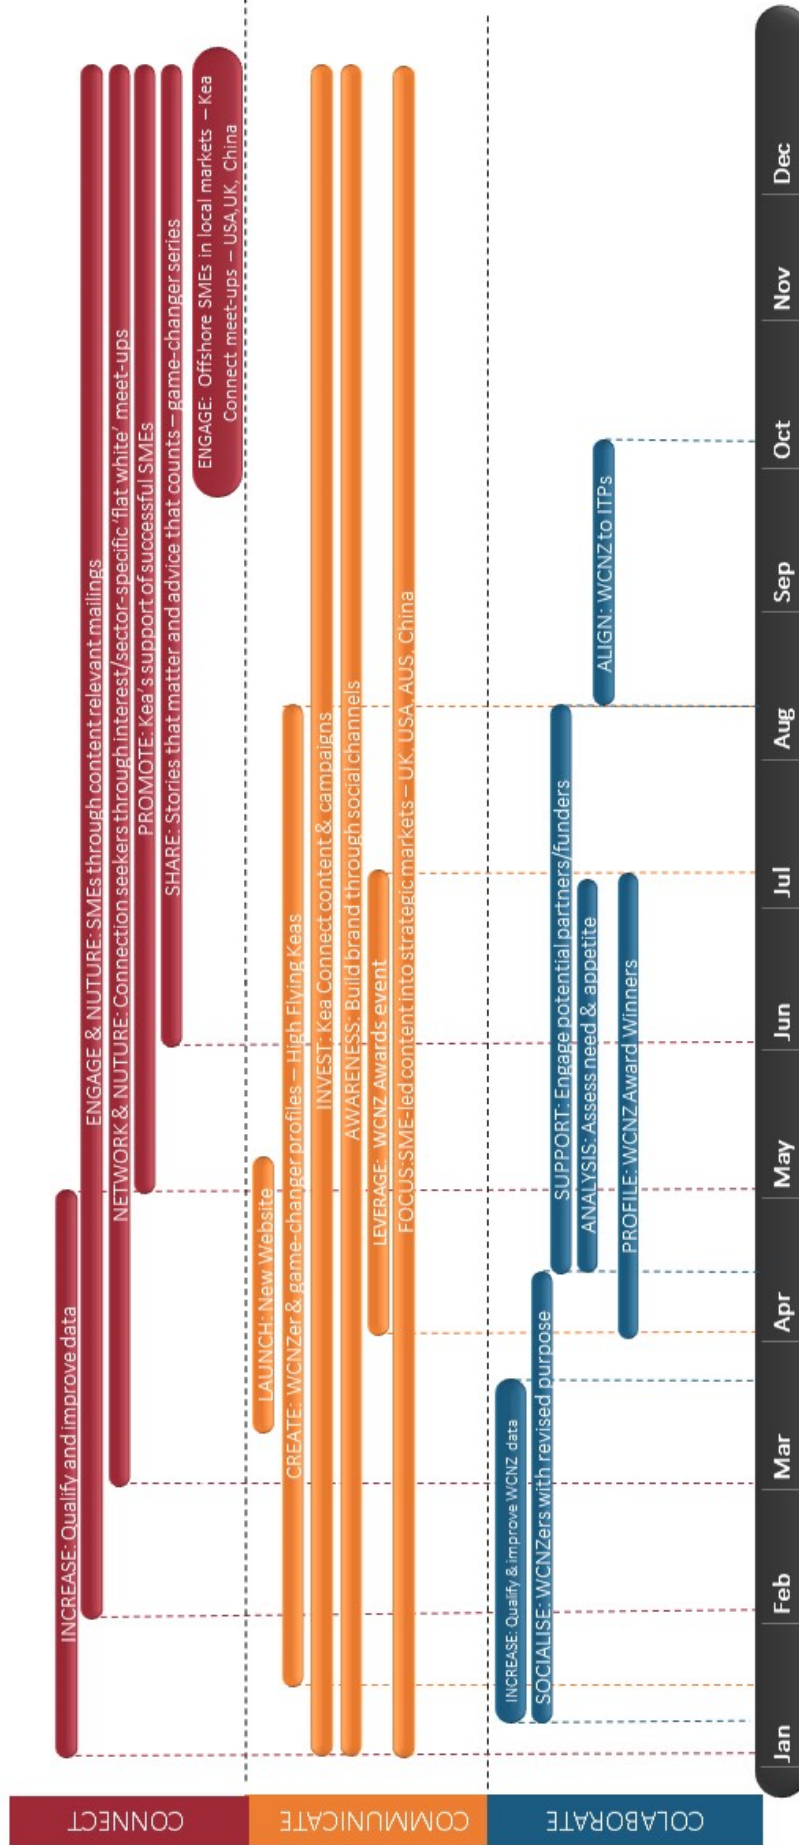 CONNECT
INCREASE: Qualify and improve data
ENGAGE & NUTURE: SMEs through content relevant mailings
NETWORK & NUTURE: Connection seekers through interest/sector-specific 'flat white' meet-ups
PROMOTE: Kea's support of successful SMEs
SHARE: Stories that matter and advice that counts – game-changer series
ENGAGE: Offshore SMEs in local markets – Kea
Connect meet-ups – USA,UK, China
COMMUNICATE
LAUNCH: New Website
CREATE: WCNZer & game-changer profiles – High Flying Keas
INVEST: Kea Connect content & campaigns
AWARENESS: Build brand through social channels
LEVERAGE: WCNZ Awards event
FOCUS:SME-led content into strategic markets – UK, USA, AUS, China
COLABORATE
INCREASE: Qualify & improve WCNZ data
SOCIALISE: WCNZers with revised purpose
SUPPORT: Engage potential partners/funders
ANALYSIS: Assess need & appetite
ALIGN: WCNZ to ITPs
PROFILE: WCNZ Award Winners
Jan Feb Mar Apr May Jun Jul Aug Sep Oct Nov Dec